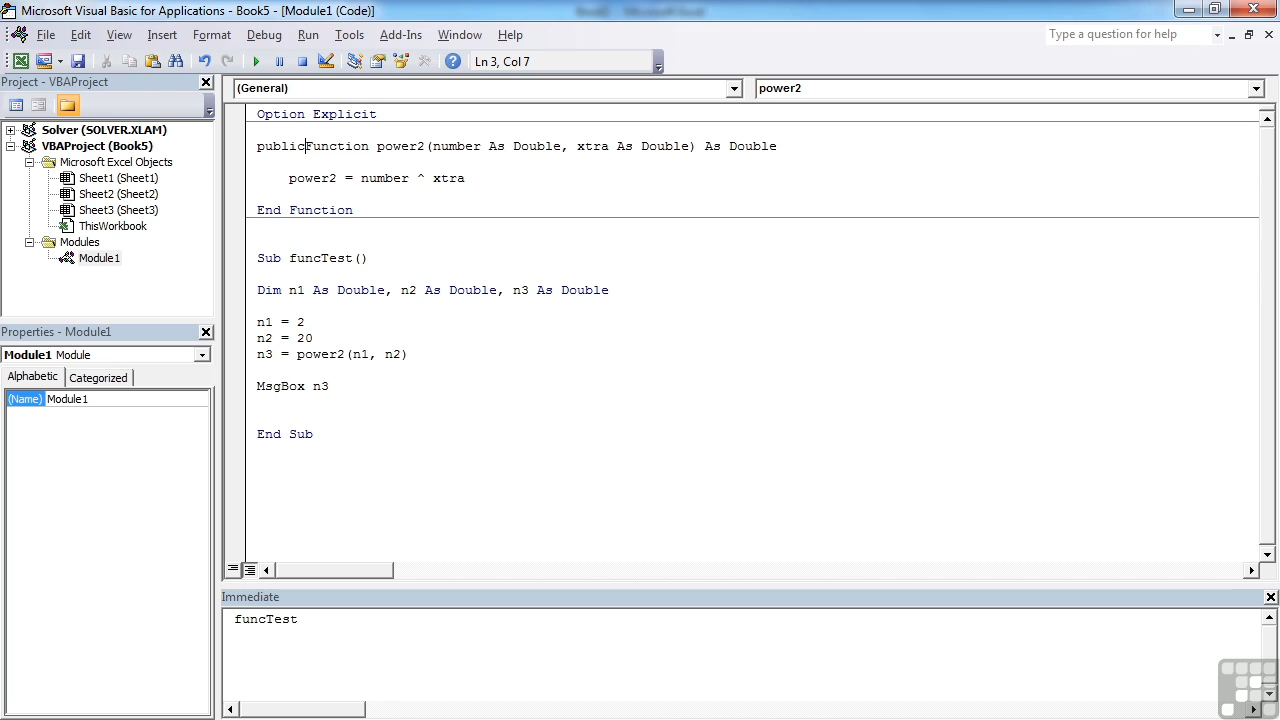 Microsoft Visual Basic for Applications - Book5 - [Module1 (Code)]
File Edit View Insert Format Debug Run Tools Add-Ins Window Help
Type a question for help
Ln 3, Col 7
Project - VBAProject
(General)
power2
Solver (SOLVER.XLAM)
VBAProject (Book5)
Microsoft Excel Objects
Sheet1 (Sheet1)
Sheet2 (Sheet2)
Sheet3 (Sheet3)
ThisWorkbook
Modules
Module1
Properties - Module1
Module1 Module
Alphabetic Categorized
(Name) Module1
Option Explicit
publicFunction power2(number As Double, xtra As Double) As Double
power2 = number ^ xtra
End Function
Sub funcTest()
Dim n1 As Double, n2 As Double, n3 As Double
n1 = 2
n2 = 20
n3 = power2(n1, n2)
MsgBox n3
End Sub
Immediate
funcTest